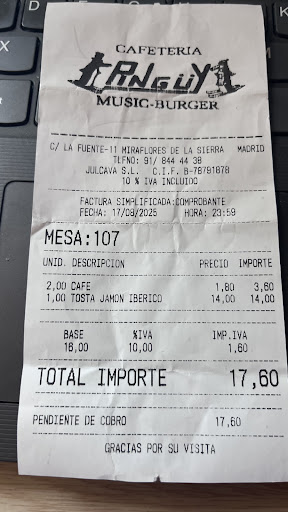 CAFETERIA
PNGÜY
MUSIC-BURGER
C/ LA FUENTE-11 MIRAFLORES DE LA SIERRA MADRID
TLFNO: 91/ 844 44 38
JULCAVA S.L. C.I.F. B-78791878
10 % IVA INCLUIDO
FACTURA SIMPLIFICADA:COMPROBANTE
FECHA: 17/08/2025 HORA: 23:59
MESA:107
UNID. DESCRIPCION PRECIO IMPORTE
2,00 CAFE 1,80 3,60
1,00 TOSTA JAMON IBERICO 14,00 14,00
BASE %IVA IMP.IVA
16,00 10,00 1,60
TOTAL IMPORTE 17,60
PENDIENTE DE COBRO 17,60
GRACIAS POR SU VISITA